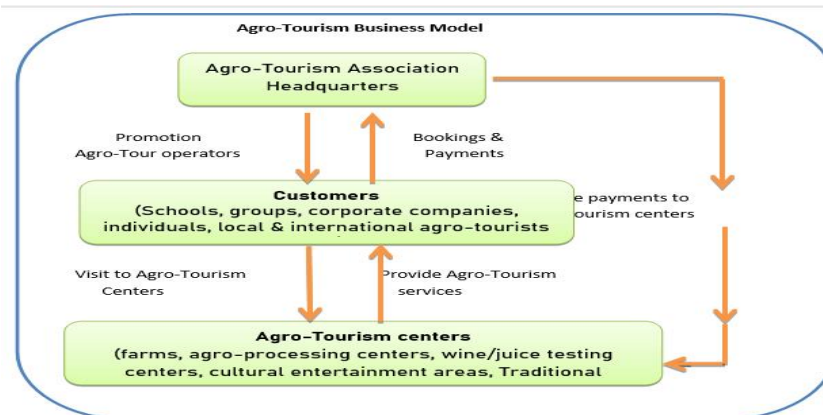 Agro-Tourism Business Model
Agro-Tourism Association
Headquarters
Promotion
Agro-Tour operators
Bookings &
Payments
Customers
(Schools, groups, corporate companies,
individuals, local & international agro-tourists
e payments to
ourism centers
Visit to Agro-Tourism
Centers
Provide Agro-Tourism
services
Agro-Tourism centers
(farms, agro-processing centers, wine/juice testing
centers, cultural entertainment areas, Traditional